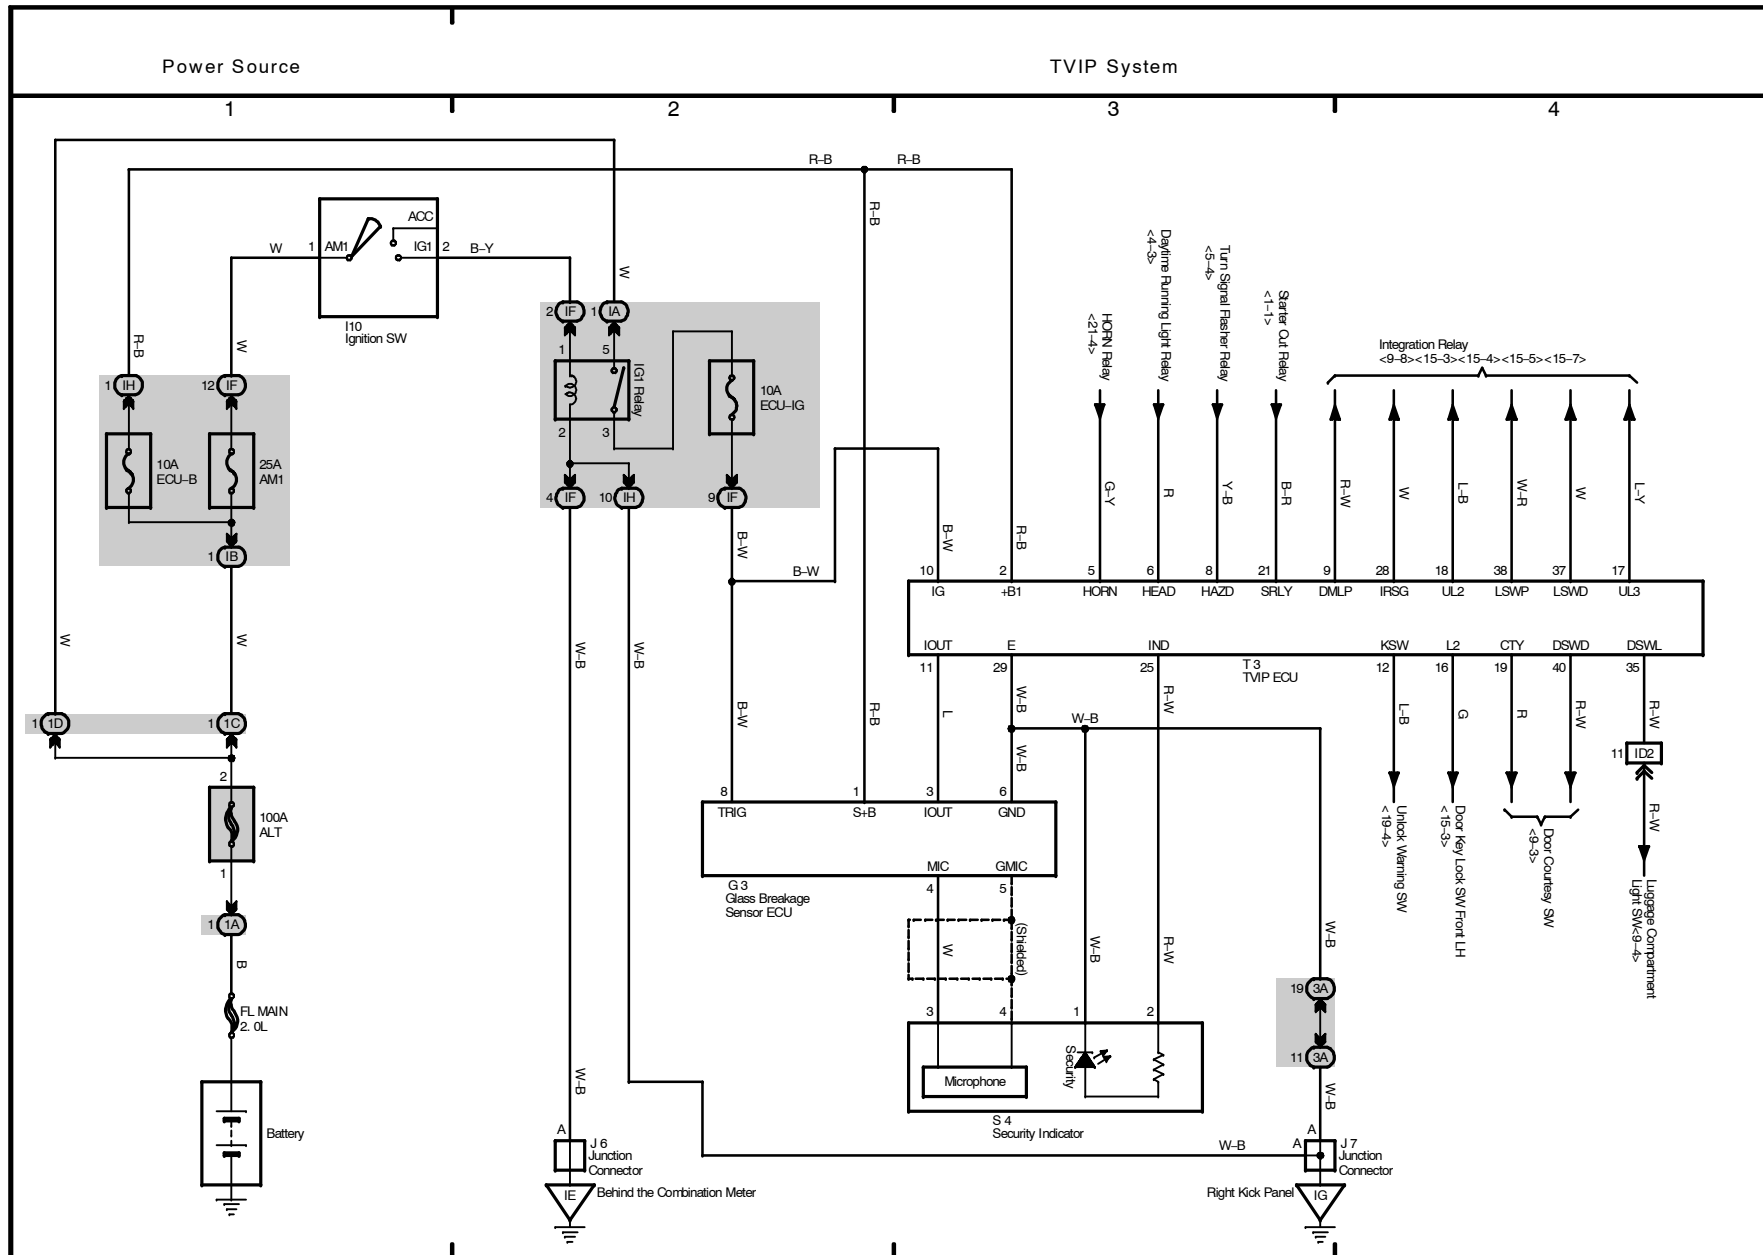 Power Source
TVIP System
1
2
3
4
R–B
R–B
R–B
W
1
AM1
ACC
IG1
2
B–Y
I10
Ignition SW
W
R–B
W
1
IH
12
IF
10A
ECU–B
25A
AM1
1
IB
W
W
1
1D
1
1C
2
100A
ALT
1
1
1A
B
FL MAIN
2. 0L
Battery
2
IF
1
IA
1
5
IG1 Relay
2
3
10A
ECU–IG
4
IF
10
IH
9
IF
B–W
B–W
B–W
R–B
W–B
W–B
B–W
R–B
HORN Relay
<21–4>
Daytime Running Light Relay
<4–3>
Turn Signal Flasher Relay
<5–4>
Starter Cut Relay
<1–1>
Integration Relay
<9–8><15–3><15–4><15–5><15–7>
G–Y
R
Y–B
B–R
R–W
W
L–B
W–R
W
L–Y
10
2
5
6
8
21
9
28
18
38
37
17
IG
+B1
HORN
HEAD
HAZD
SRLY
DMLP
IRSG
UL2
LSWP
LSWD
UL3
IOUT
E
IND
KSW
L2
CTY
DSWD
DSWL
11
29
25
T 3
TVIP ECU
12
16
19
40
35
L
W–B
R–W
W–B
W–B
L–B
G
R
R–W
R–W
11
ID2
R–W
Unlock Warning SW
<19–4>
Door Key Lock SW Front LH
<15–3>
Door Courtesy SW
<9–3>
Luggage Compartment
Light SW<9–4>
8
1
3
6
TRIG
S+B
IOUT
GND
MIC
GMIC
4
5
G 3
Glass Breakage
Sensor ECU
W
(Shielded)
W–B
R–W
W–B
3
4
1
2
Microphone
Security
S 4
Security Indicator
19
3A
11
3A
W–B
W–B
A
J 6
Junction
Connector
IE
Behind the Combination Meter
W–B
A
A
J 7
Junction
Connector
Right Kick Panel
IG